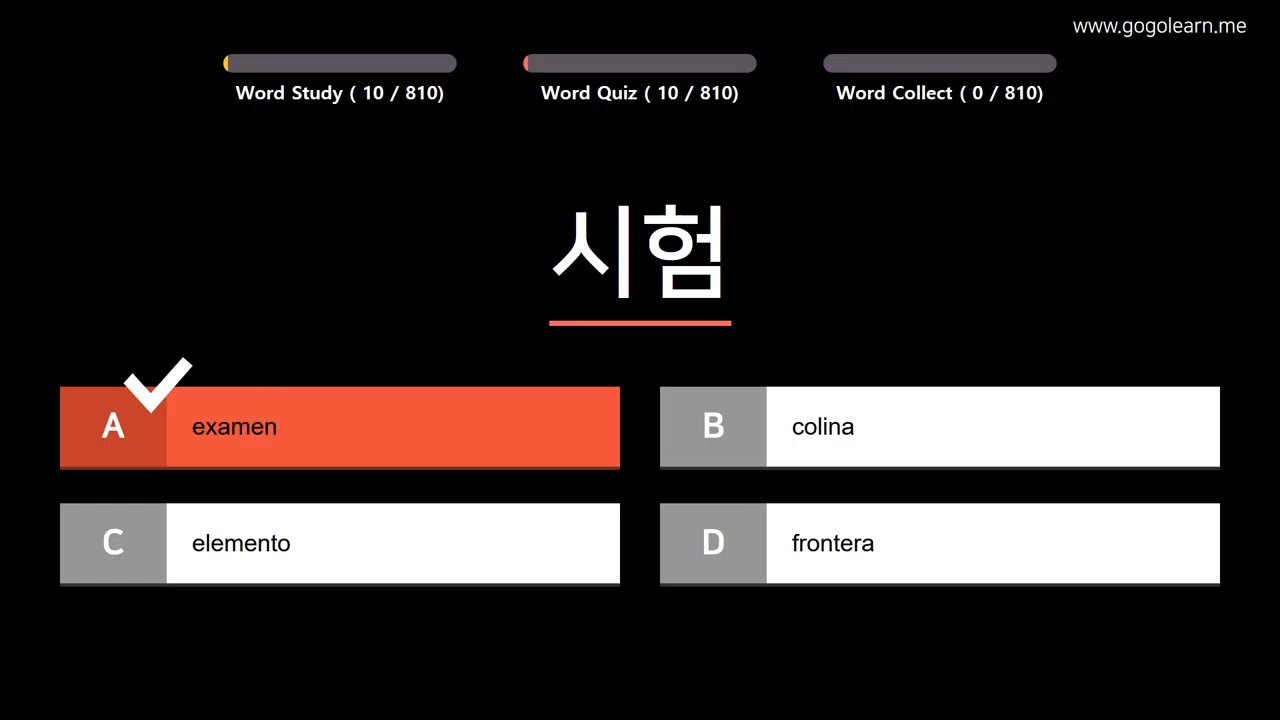 www.gogolearn.me
Word Study ( 10 / 810)
Word Quiz ( 10 / 810)
Word Collect ( 0 / 810)
시험
A examen
B colina
C elemento
D frontera